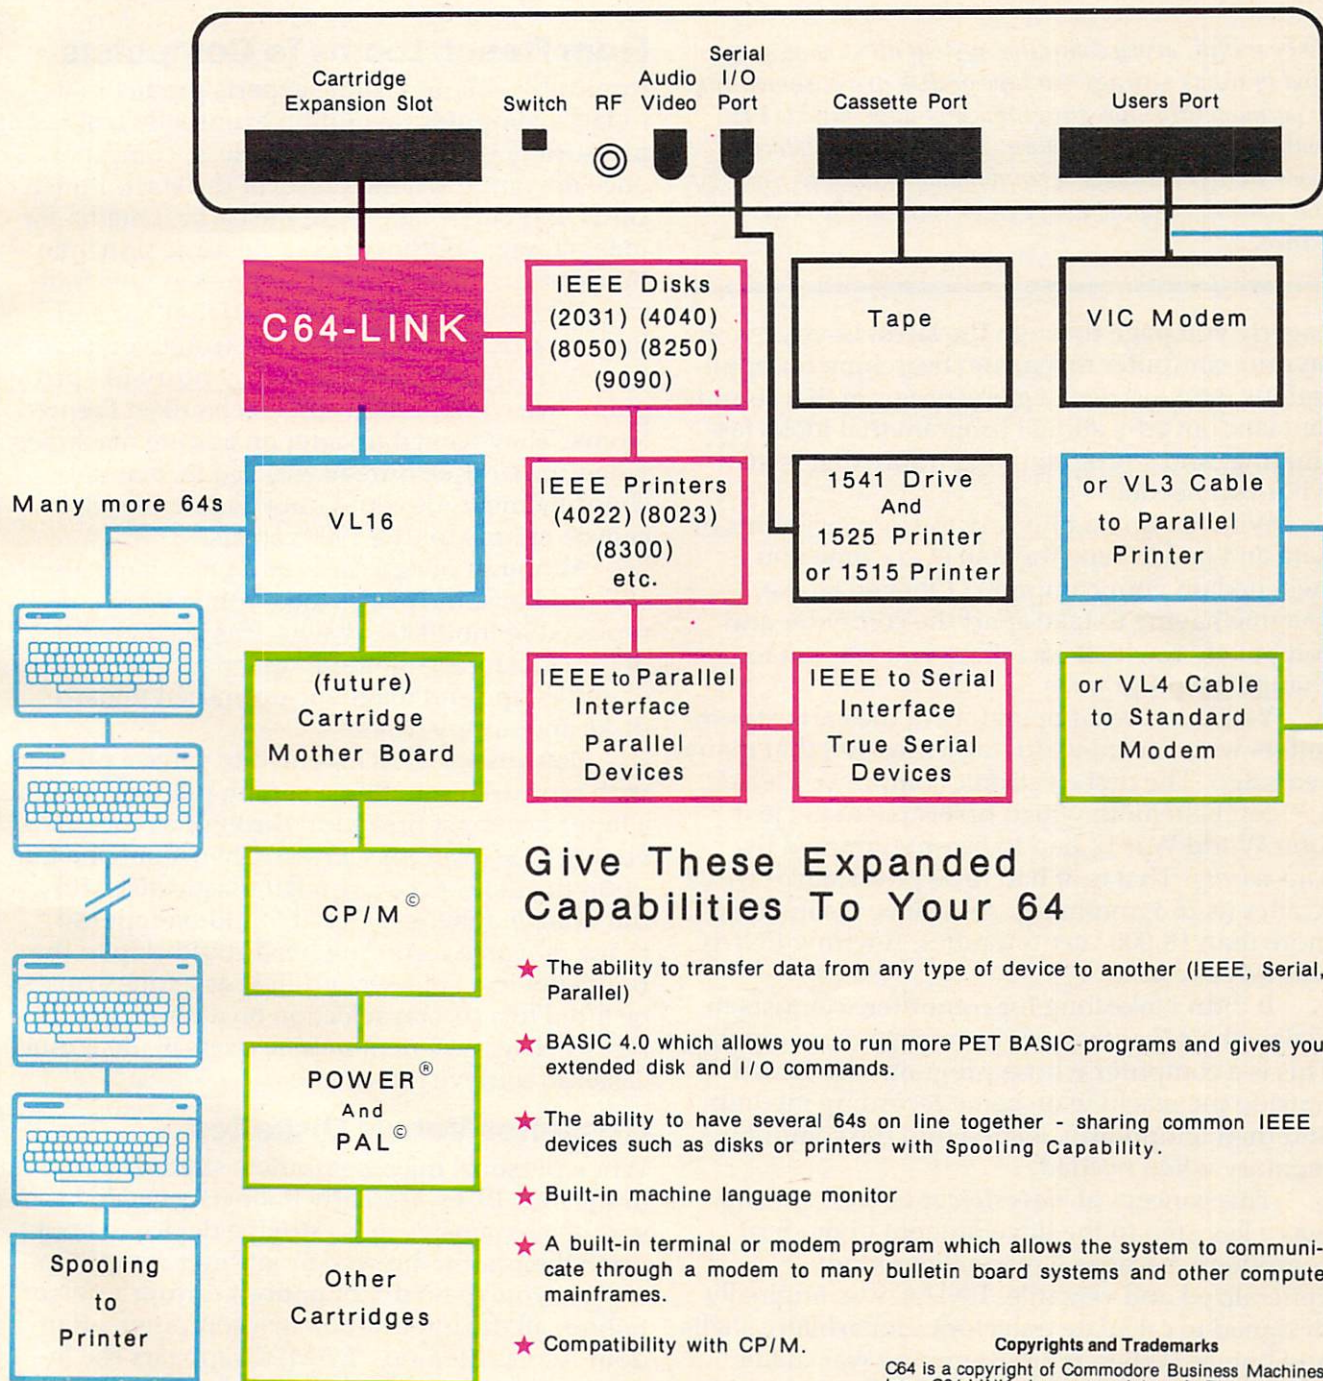 Cartridge
Expansion Slot
Switch
RF
Audio
Video
Serial
I/O
Port
Cassette Port
Users Port
C64-LINK
IEEE Disks
(2031) (4040)
(8050) (8250)
(9090)
Tape
VIC Modem
Many more 64s
VL16
IEEE Printers
(4022) (8023)
(8300)
etc.
1541 Drive
And
1525 Printer
or 1515 Printer
or VL3 Cable
to Parallel
Printer
(future)
Cartridge
Mother Board
IEEE to Parallel
Interface
Parallel
Devices
IEEE to Serial
Interface
True Serial
Devices
or VL4 Cable
to Standard
Modem
CP/M©
POWER®
And
PAL©
Other
Cartridges
Spooling
to
Printer
Give These Expanded
Capabilities To Your 64
★ The ability to transfer data from any type of device to another (IEEE, Serial,
Parallel)
★ BASIC 4.0 which allows you to run more PET BASIC programs and gives you
extended disk and I/O commands.
★ The ability to have several 64s on line together - sharing common IEEE
devices such as disks or printers with Spooling Capability.
★ Built-in machine language monitor
★ A built-in terminal or modem program which allows the system to communi-
cate through a modem to many bulletin board systems and other compute
mainframes.
★ Compatibility with CP/M.
Copyrights and Trademarks
C64 is a copyright of Commodore Business Machines